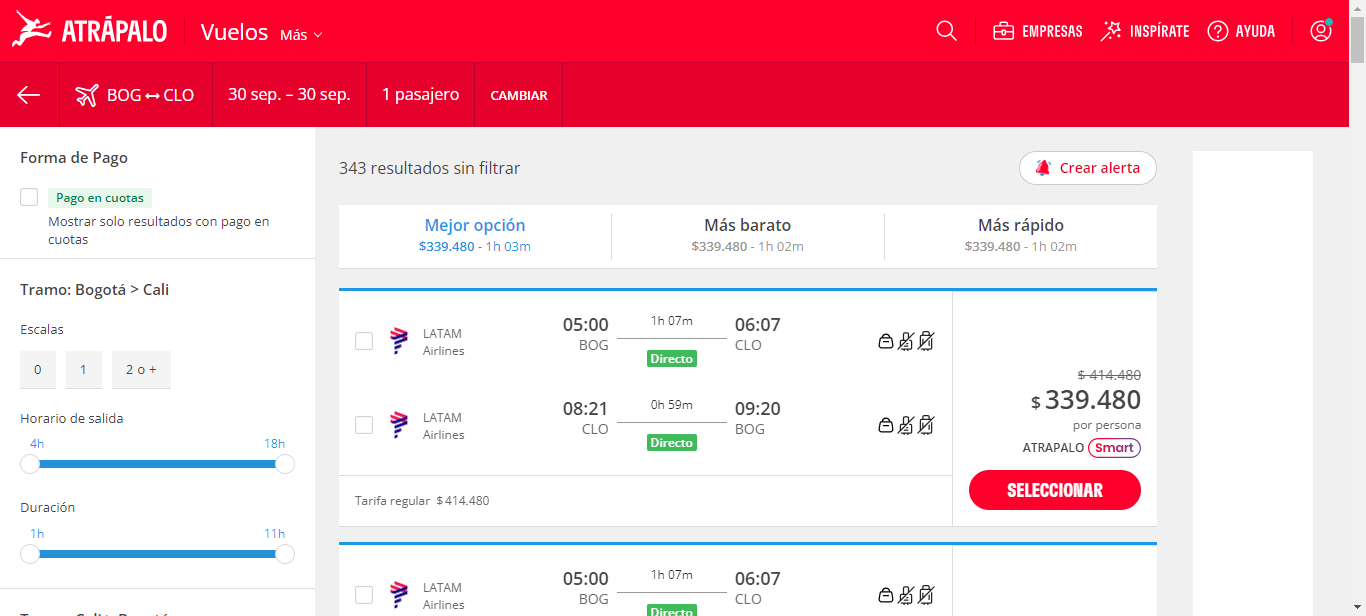 ATRÁPALO
Vuelos Más
EMPRESAS
INSPÍRATE
AYUDA
BOG CLO
30 sep. – 30 sep.
1 pasajero
CAMBIAR
Forma de Pago
Pago en cuotas
Mostrar solo resultados con pago en
cuotas
Tramo: Bogotá > Cali
Escalas
0 1 2 o +
Horario de salida
4h 18h
Duración
1h 11h
343 resultados sin filtrar
Crear alerta
Mejor opción
$339.480 - 1h 03m
Más barato
$339.480 - 1h 02m
Más rápido
$339.480 - 1h 02m
LATAM
Airlines
05:00
BOG
1h 07m
Directo
06:07
CLO
LATAM
Airlines
08:21
CLO
0h 59m
Directo
09:20
BOG
Tarifa regular $ 414.480
$ 414.480
$ 339.480
por persona
ATRAPALO Smart
SELECCIONAR
LATAM
Airlines
05:00
BOG
1h 07m
Directo
06:07
CLO